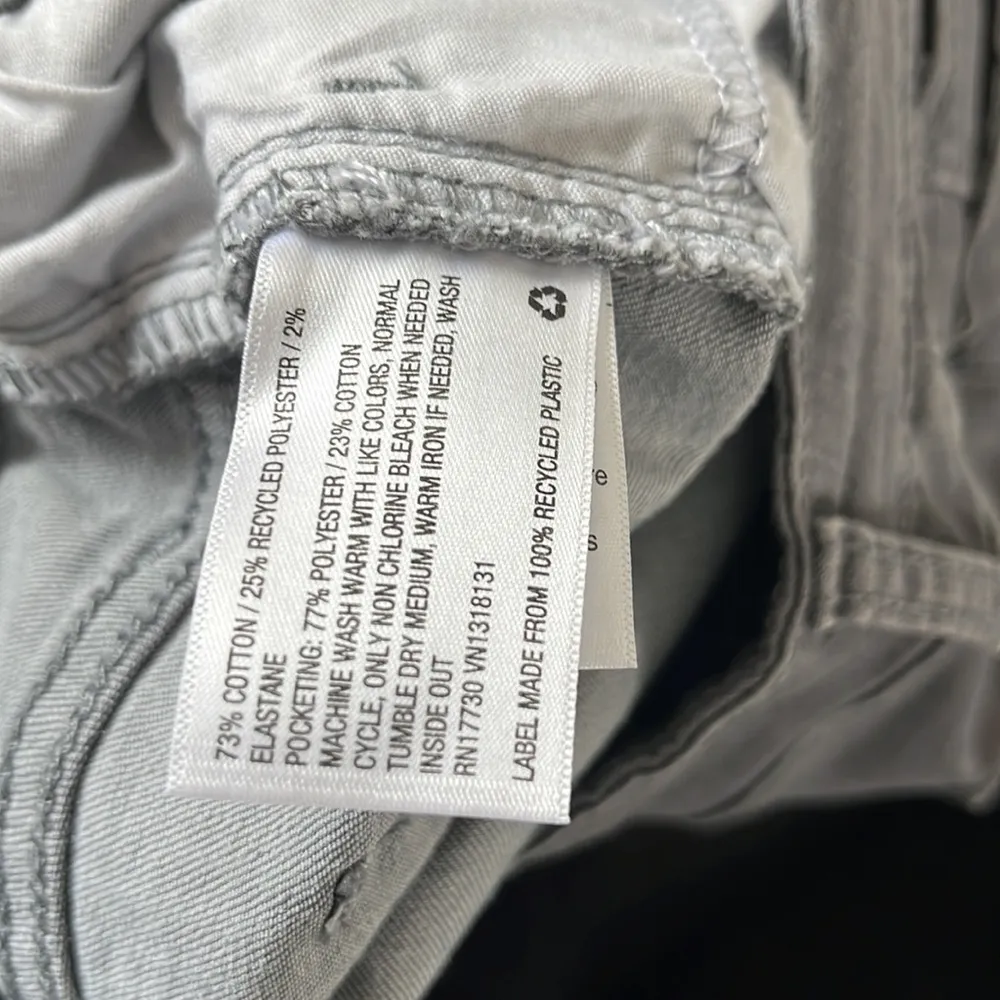 73% COTTON / 25% RECYCLED POLYESTER / 2%
ELASTANE
POCKETING: 77% POLYESTER / 23% COTTON
MACHINE WASH WARM WITH LIKE COLORS, NORMAL
CYCLE, ONLY NON CHLORINE BLEACH WHEN NEEDED
TUMBLE DRY MEDIUM, WARM IRON IF NEEDED, WASH
INSIDE OUT
RN17730 VN1318131
LABEL MADE FROM 100% RECYCLED PLASTIC